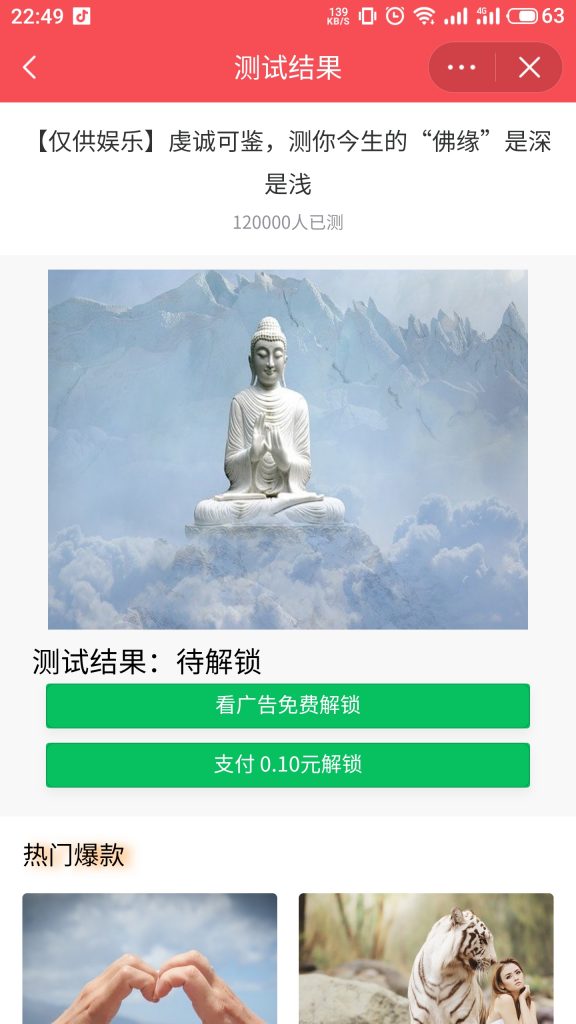 22:49 139 KB/S 4G 63
测试结果
【仅供娱乐】虔诚可鉴，测你今生的“佛缘”是深
是浅
120000人已测
测试结果：待解锁
看广告免费解锁
支付 0.10元解锁
热门爆款